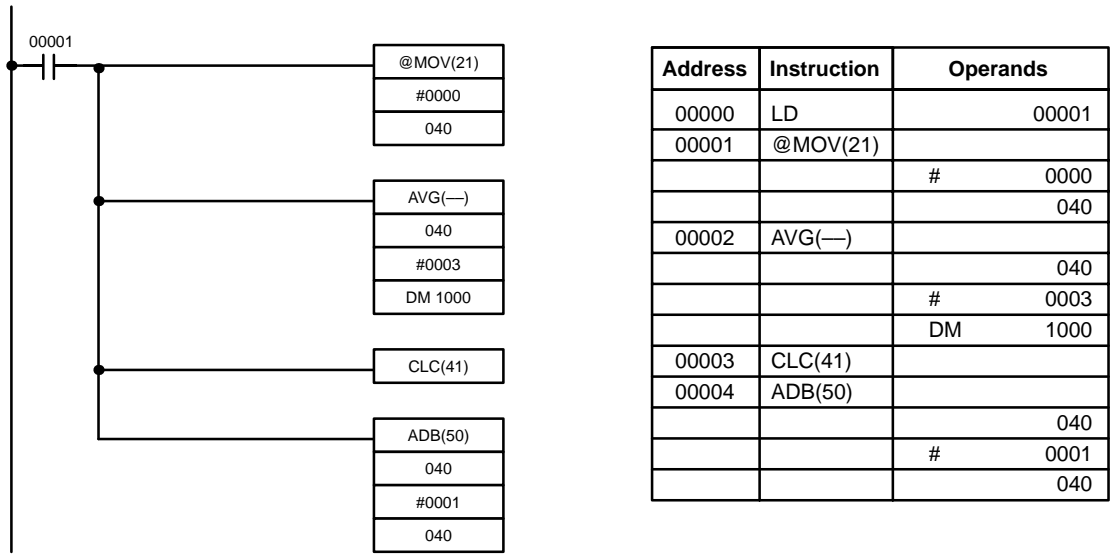 00001
@MOV(21)
#0000
040
AVG(––)
040
#0003
DM 1000
CLC(41)
ADB(50)
040
#0001
040
Address Instruction Operands
00000 LD 00001
00001 @MOV(21)
# 0000
040
00002 AVG(––)
040
# 0003
DM 1000
00003 CLC(41)
00004 ADB(50)
040
# 0001
040